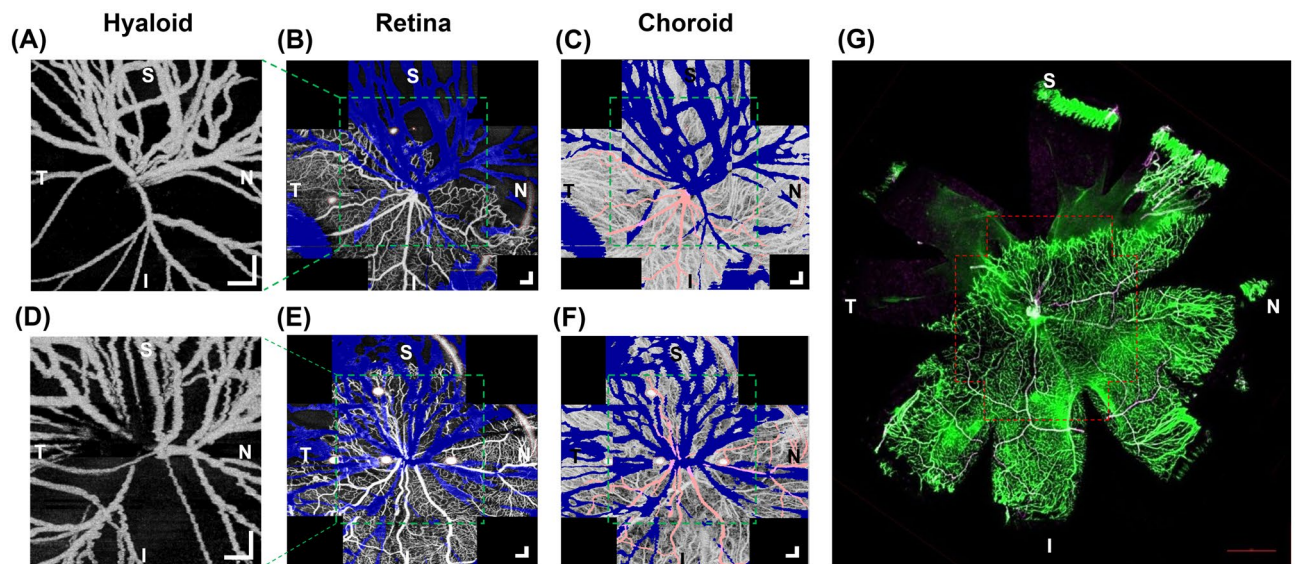 Hyaloid Retina Choroid
(A) (B) (C) (G)
S S S S
T N T N T N
I I I
(D) (E) (F)
T N
S S S
T N T N T N
I I I
I